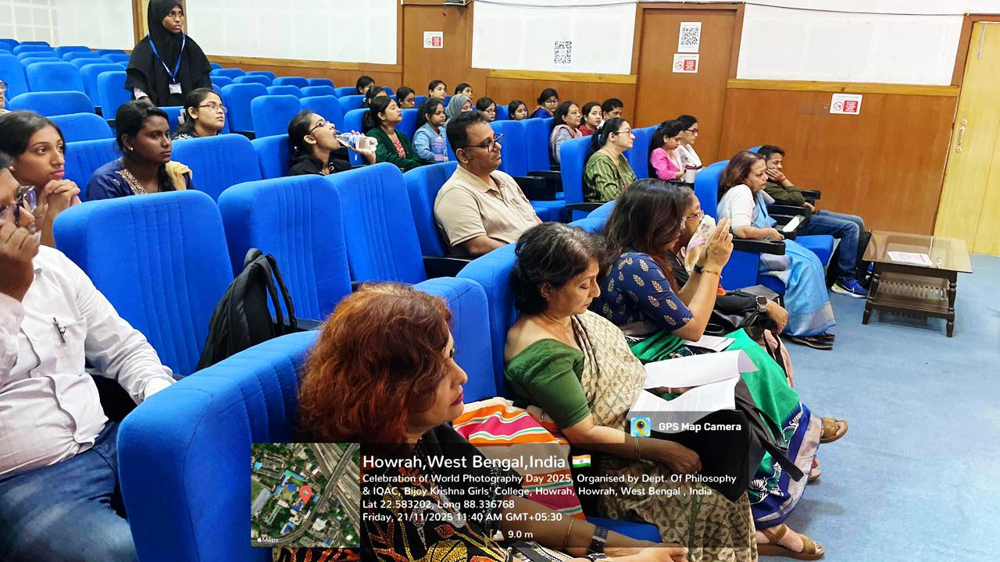 GPS Map Camera
Howrah,West Bengal,India 🇮🇳
Celebration of World Photography Day 2025, Organised by Dept. Of Philosophy
& IQAC, Bijoy Krishna Girls' College, Howrah, Howrah, West Bengal , India
Lat 22.583202, Long 88.336768
Friday, 21/11/2025 11:40 AM GMT+05:30
9.0 m
Maps